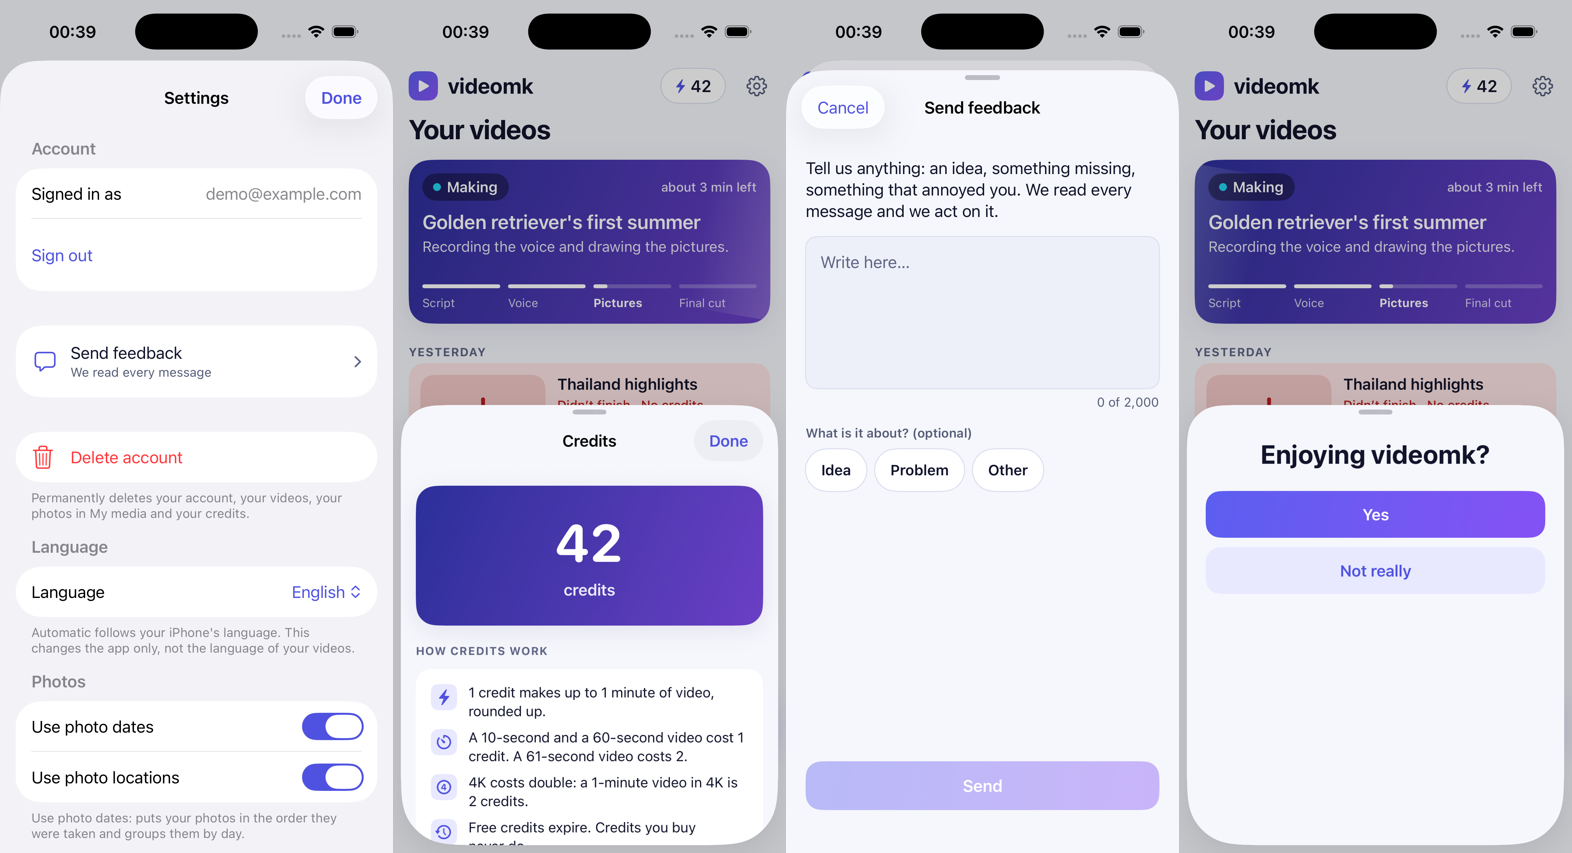 00:39
Settings
Done
Account
Signed in as
demo@example.com
Sign out
Send feedback
We read every message
Delete account
Permanently deletes your account, your videos, your
photos in My media and your credits.
Language
Language
English
Automatic follows your iPhone's language. This
changes the app only, not the language of your videos.
Photos
Use photo dates
Use photo locations
Use photo dates: puts your photos in the order they
were taken and groups them by day.
00:39
videomk
42
Your videos
Making
about 3 min left
Golden retriever's first summer
Recording the voice and drawing the pictures.
Script
Voice
Pictures
Final cut
YESTERDAY
Thailand highlights
Didn't finish · No credits
Credits
Done
42
credits
HOW CREDITS WORK
1 credit makes up to 1 minute of video,
rounded up.
A 10-second and a 60-second video cost 1
credit. A 61-second video costs 2.
4
4K costs double: a 1-minute video in 4K is
2 credits.
Free credits expire. Credits you buy
never do.
00:39
Cancel
Send feedback
Tell us anything: an idea, something missing,
something that annoyed you. We read every
message and we act on it.
Write here...
0 of 2,000
What is it about? (optional)
Idea
Problem
Other
Send
00:39
videomk
42
Your videos
Making
about 3 min left
Golden retriever's first summer
Recording the voice and drawing the pictures.
Script
Voice
Pictures
Final cut
YESTERDAY
Thailand highlights
Didn't finish · No credits
Enjoying videomk?
Yes
Not really